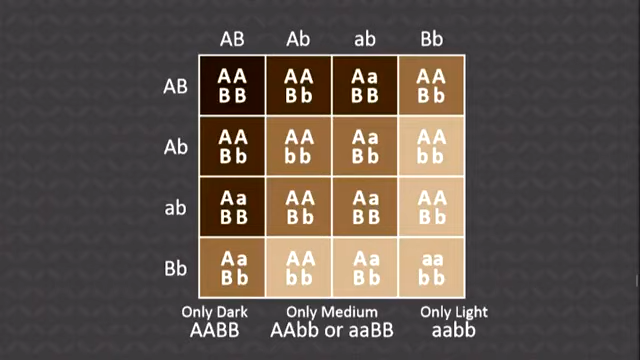 AB Ab ab Bb
AB AA AA Aa AA
BB Bb BB Bb
Ab AA AA Aa AA
Bb bb Bb bb
ab Aa AA Aa AA
BB Bb BB Bb
Bb Aa AA Aa aa
Bb bb Bb bb
Only Dark Only Medium Only Light
AABB AAbb or aaBB aabb